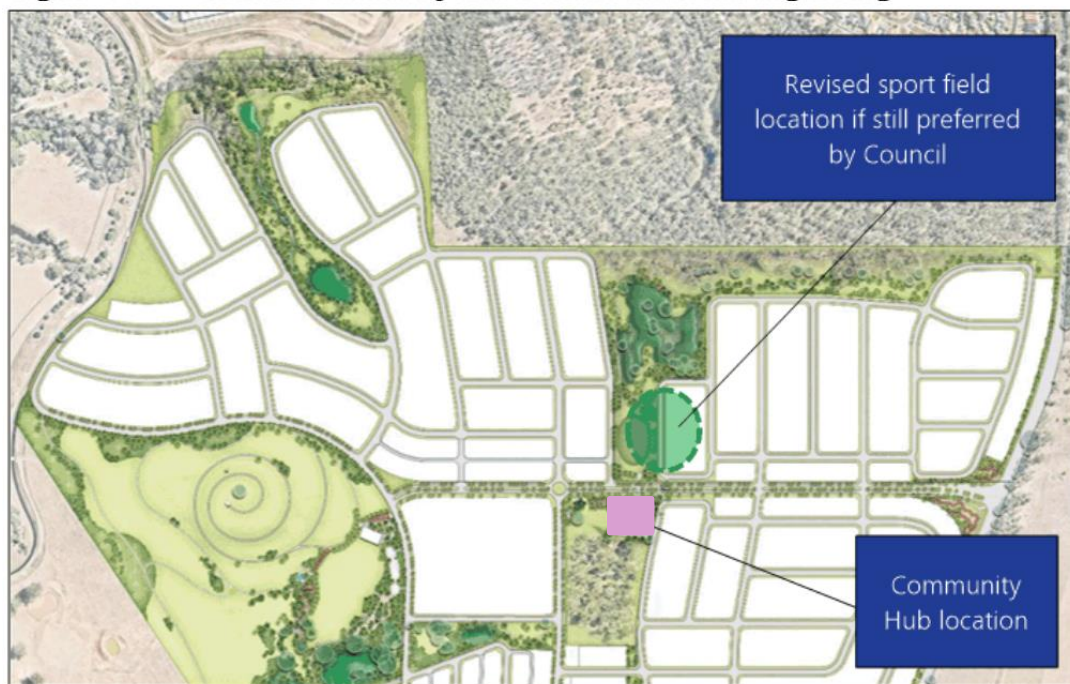 Revised sport field
location if still preferred
by Council
Community
Hub location